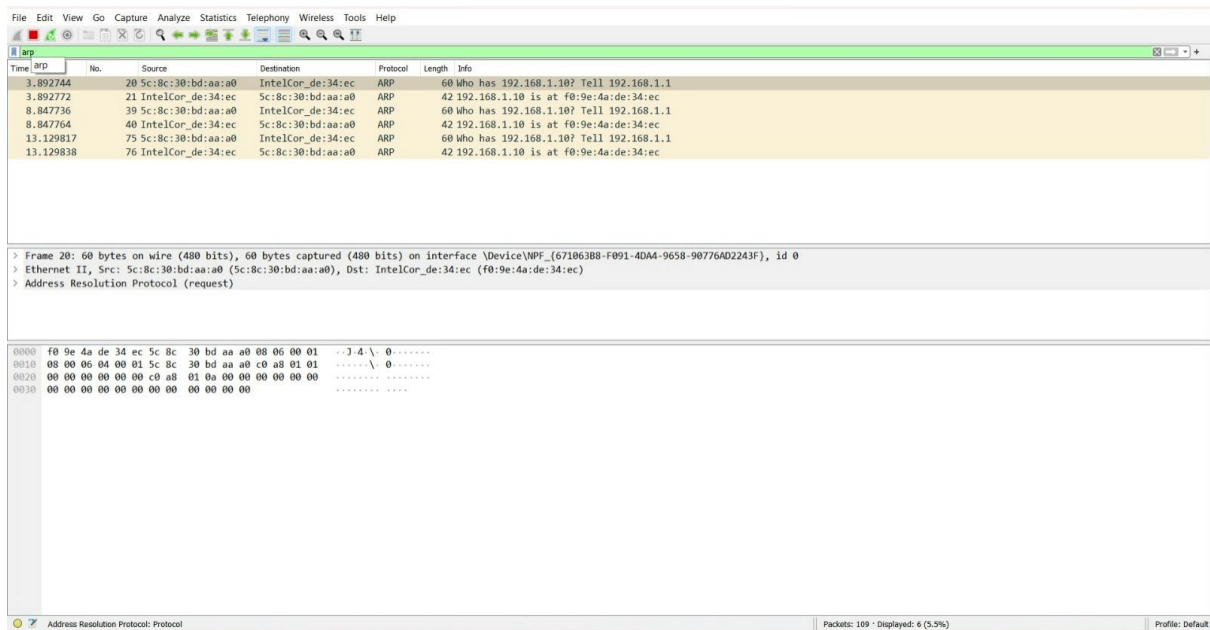 File Edit View Go Capture Analyze Statistics Telephony Wireless Tools Help
arp
arp
Time No. Source Destination Protocol Length Info
3.892744 20 5c:8c:30:bd:aa:a0 IntelCor_de:34:ec ARP 60 Who has 192.168.1.10? Tell 192.168.1.1
3.892772 21 IntelCor_de:34:ec 5c:8c:30:bd:aa:a0 ARP 42 192.168.1.10 is at f0:9e:4a:de:34:ec
8.847736 39 5c:8c:30:bd:aa:a0 IntelCor_de:34:ec ARP 60 Who has 192.168.1.10? Tell 192.168.1.1
8.847764 40 IntelCor_de:34:ec 5c:8c:30:bd:aa:a0 ARP 42 192.168.1.10 is at f0:9e:4a:de:34:ec
13.129817 75 5c:8c:30:bd:aa:a0 IntelCor_de:34:ec ARP 60 Who has 192.168.1.10? Tell 192.168.1.1
13.129838 76 IntelCor_de:34:ec 5c:8c:30:bd:aa:a0 ARP 42 192.168.1.10 is at f0:9e:4a:de:34:ec
> Frame 20: 60 bytes on wire (480 bits), 60 bytes captured (480 bits) on interface \Device\NPF_{671063B8-F091-4DA4-9658-90776AD2243F}, id 0
> Ethernet II, Src: 5c:8c:30:bd:aa:a0 (5c:8c:30:bd:aa:a0), Dst: IntelCor_de:34:ec (f0:9e:4a:de:34:ec)
> Address Resolution Protocol (request)
0000 f0 9e 4a de 34 ec 5c 8c 30 bd aa a0 08 06 00 01 ··J·4·\· 0·······
0010 08 00 06 04 00 01 5c 8c 30 bd aa a0 c0 a8 01 01 ······\· 0·······
0020 00 00 00 00 00 00 c0 a8 01 0a 00 00 00 00 00 00 ········ ········
0030 00 00 00 00 00 00 00 00 00 00 00 00 ········ ····
Address Resolution Protocol: Protocol Packets: 109 · Displayed: 6 (5.5%) Profile: Default